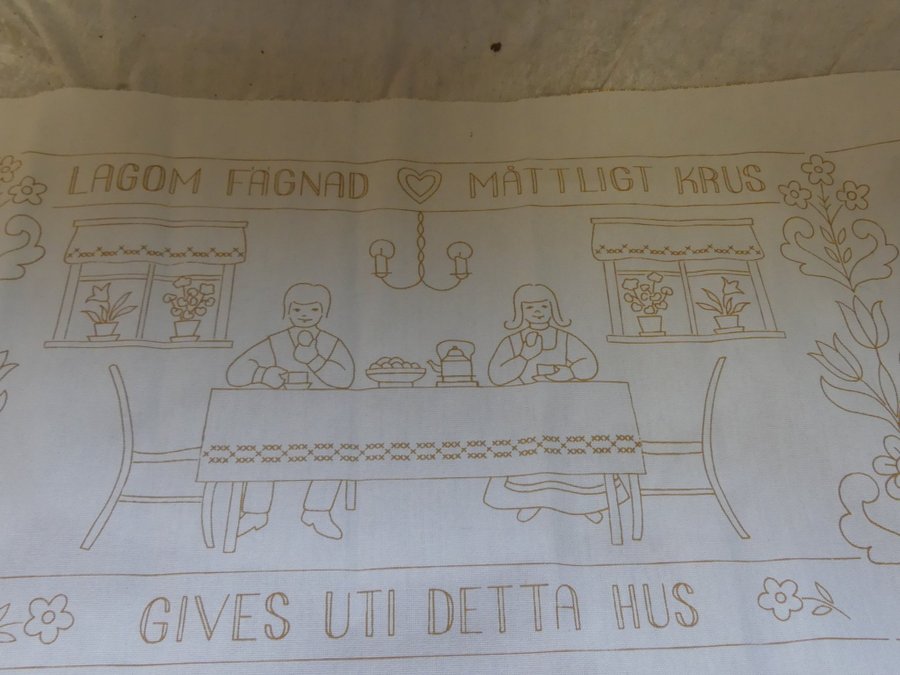 LAGOM FÄGNAD MÅTTLIGT KRUS
GIVES UTI DETTA HUS